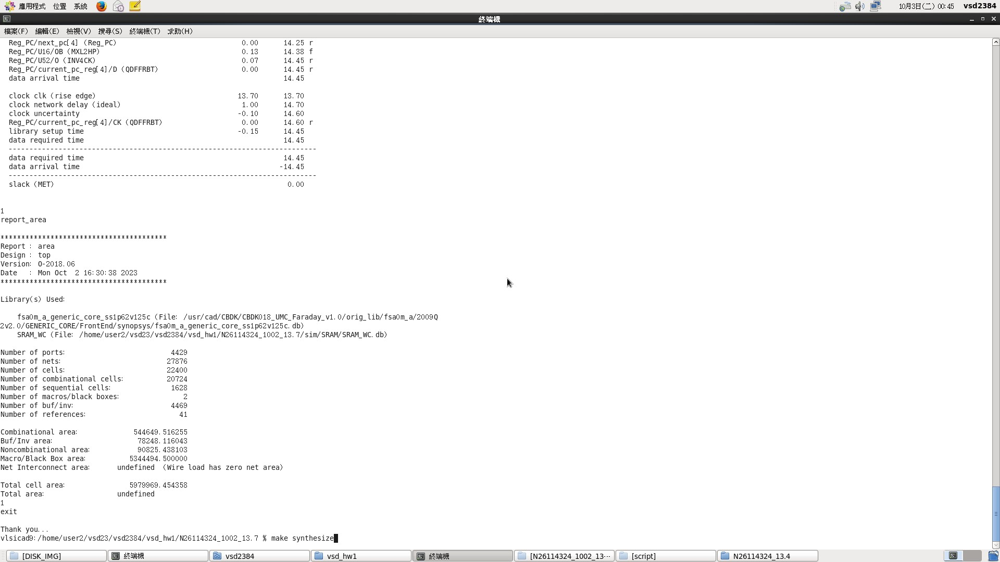 應用程式 位置 系統 10月3日(二) 00:45 vsd2384
終端機
檔案(F) 編輯(E) 檢視(V) 搜尋(S) 終端機(T) 求助(H)
Reg_PC/next_pc[4] (Reg_PC) 0.00 14.25 r
Reg_PC/U16/OB (MXL2HP) 0.13 14.38 f
Reg_PC/U52/O (INV4CK) 0.07 14.45 r
Reg_PC/current_pc_reg[4]/D (QDFFRBT) 0.00 14.45 r
data arrival time 14.45
clock clk (rise edge) 13.70 13.70
clock network delay (ideal) 1.00 14.70
clock uncertainty -0.10 14.60
Reg_PC/current_pc_reg[4]/CK (QDFFRBT) 0.00 14.60 r
library setup time -0.15 14.45
data required time 14.45
--------------------------------------------------------------------------
data required time 14.45
data arrival time -14.45
--------------------------------------------------------------------------
slack (MET) 0.00
1
report_area
****************************************
Report : area
Design : top
Version: O-2018.06
Date : Mon Oct 2 16:30:38 2023
****************************************
Library(s) Used:
fsa0m_a_generic_core_ss1p62v125c (File: /usr/cad/CBDK/CBDK018_UMC_Faraday_v1.0/orig_lib/fsa0m_a/2009Q
2v2.0/GENERIC_CORE/FrontEnd/synopsys/fsa0m_a_generic_core_ss1p62v125c.db)
SRAM_WC (File: /home/user2/vsd23/vsd2384/vsd_hw1/N26114324_1002_13.7/sim/SRAM/SRAM_WC.db)
Number of ports: 4429
Number of nets: 27876
Number of cells: 22400
Number of combinational cells: 20724
Number of sequential cells: 1628
Number of macros/black boxes: 2
Number of buf/inv: 4469
Number of references: 41
Combinational area: 544649.516255
Buf/Inv area: 78248.116043
Noncombinational area: 90825.438103
Macro/Black Box area: 5344494.500000
Net Interconnect area: undefined (Wire load has zero net area)
Total cell area: 5979969.454358
Total area: undefined
1
exit
Thank you...
vlsicad9:/home/user2/vsd23/vsd2384/vsd_hw1/N26114324_1002_13.7 % make synthesize
[DISK_IMG] 終端機 vsd2384 vsd_hw1 終端機 [N26114324_1002_13··· [script] N26114324_13.4